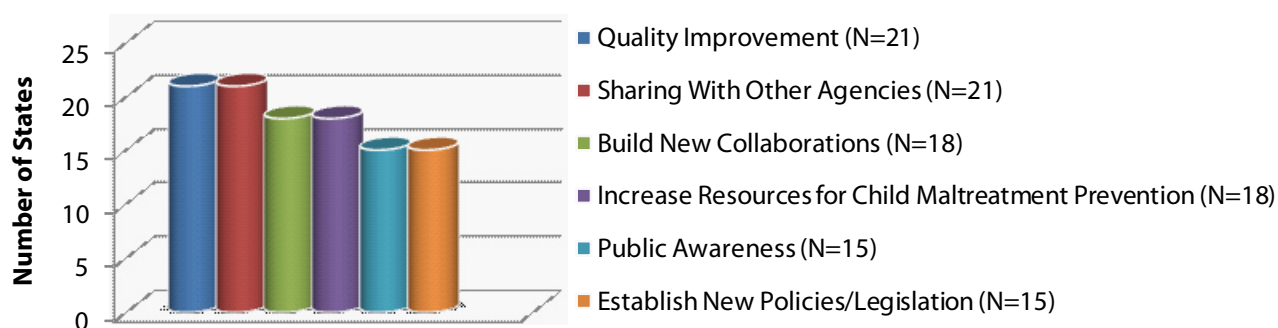 Number of States
25
20
15
10
5
0
Quality Improvement (N=21)
Sharing With Other Agencies (N=21)
Build New Collaborations (N=18)
Increase Resources for Child Maltreatment Prevention (N=18)
Public Awareness (N=15)
Establish New Policies/Legislation (N=15)